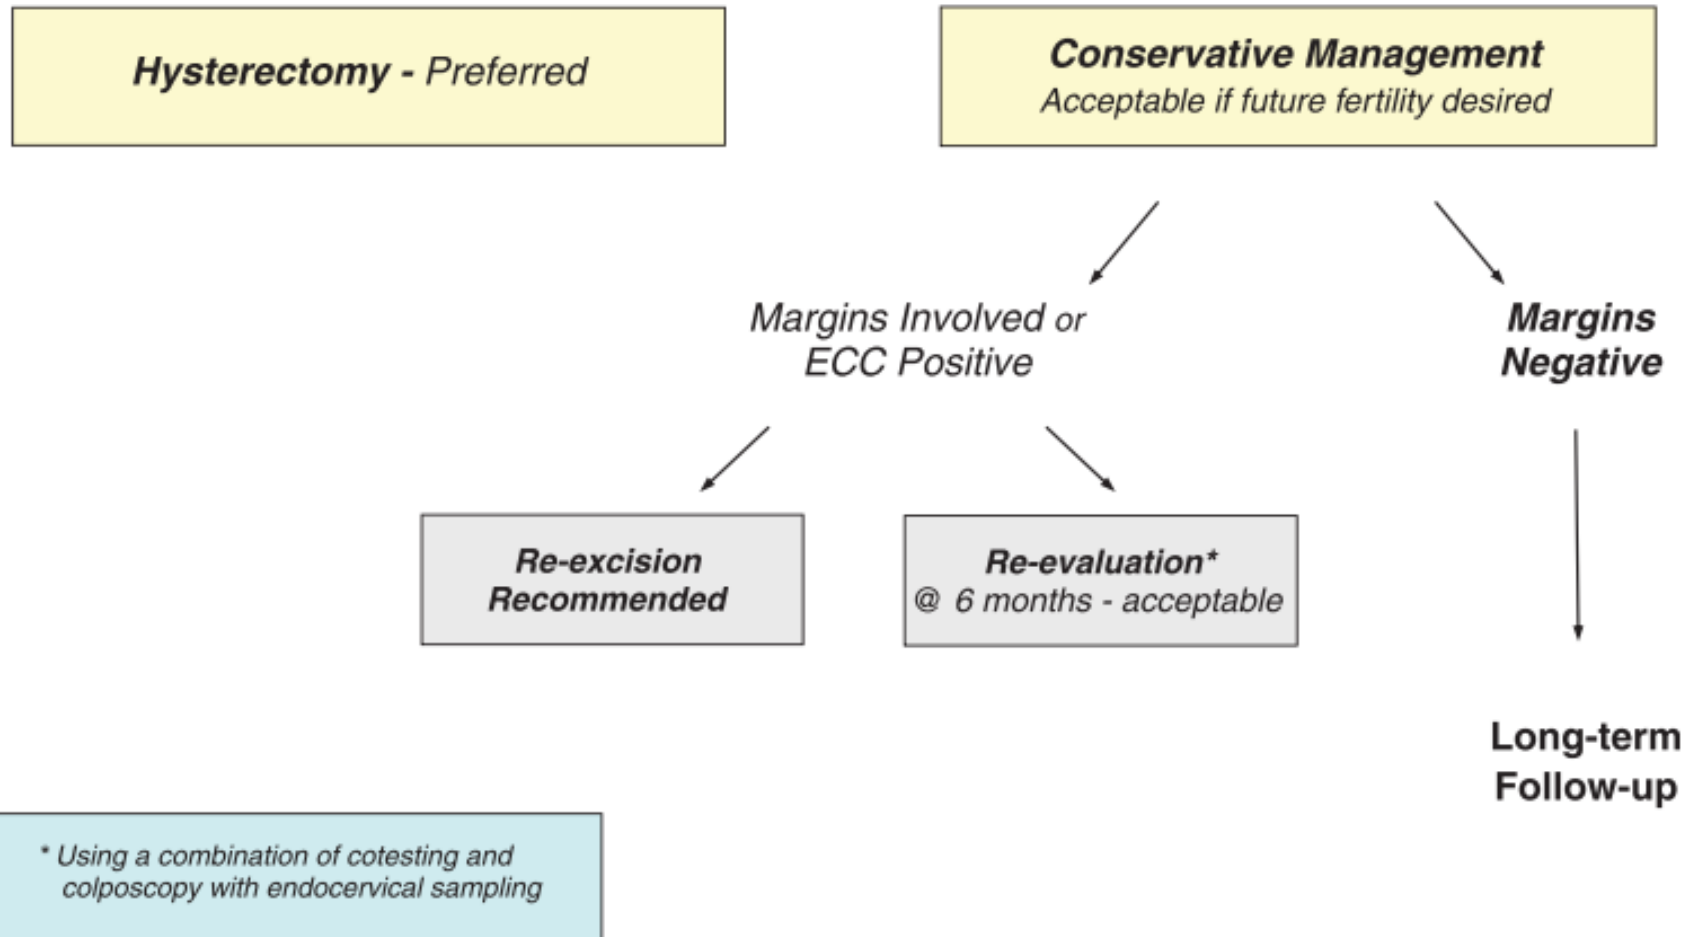 Hysterectomy - Preferred
Conservative Management
Acceptable if future fertility desired
Margins Involved or
ECC Positive
Margins
Negative
Re-excision
Recommended
Re-evaluation*
@ 6 months - acceptable
Long-term
Follow-up
* Using a combination of cotesting and
colposcopy with endocervical sampling